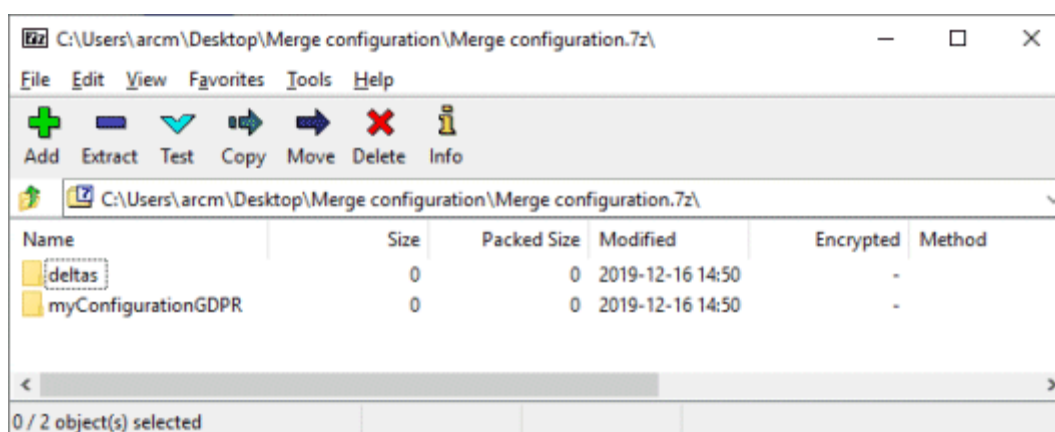 C:\Users\arcm\Desktop\Merge configuration\Merge configuration.7z\
File Edit View Favorites Tools Help
Add Extract Test Copy Move Delete Info
C:\Users\arcm\Desktop\Merge configuration\Merge configuration.7z\
Name Size Packed Size Modified Encrypted Method
deltas 0 0 2019-12-16 14:50 -
myConfigurationGDPR 0 0 2019-12-16 14:50 -
0 / 2 object(s) selected